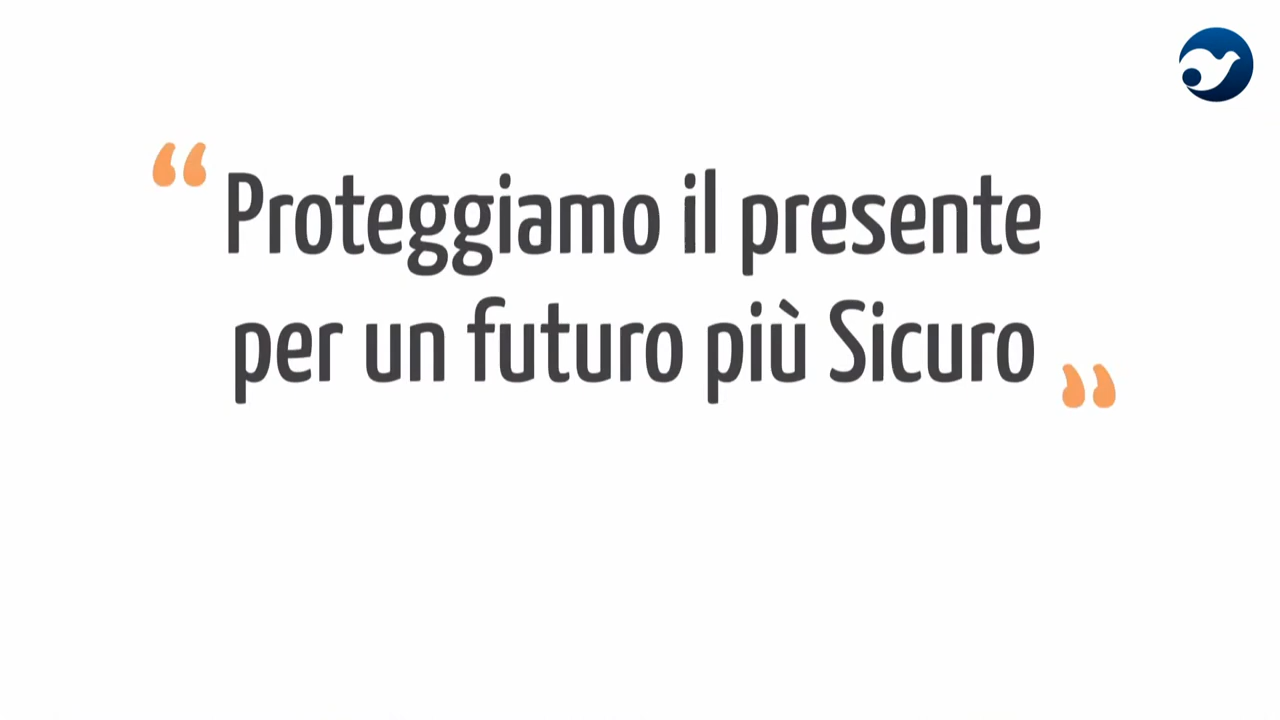 “Proteggiamo il presente
per un futuro più Sicuro”